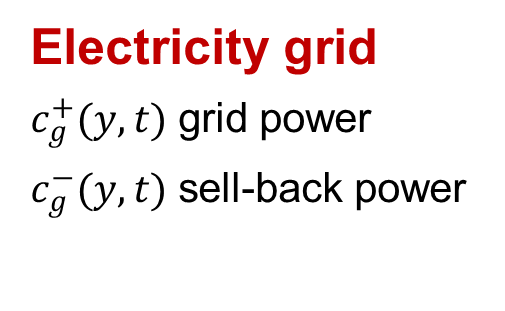 Electricity grid
c_g^+(y, t) grid power
c_g^−(y, t) sell-back power